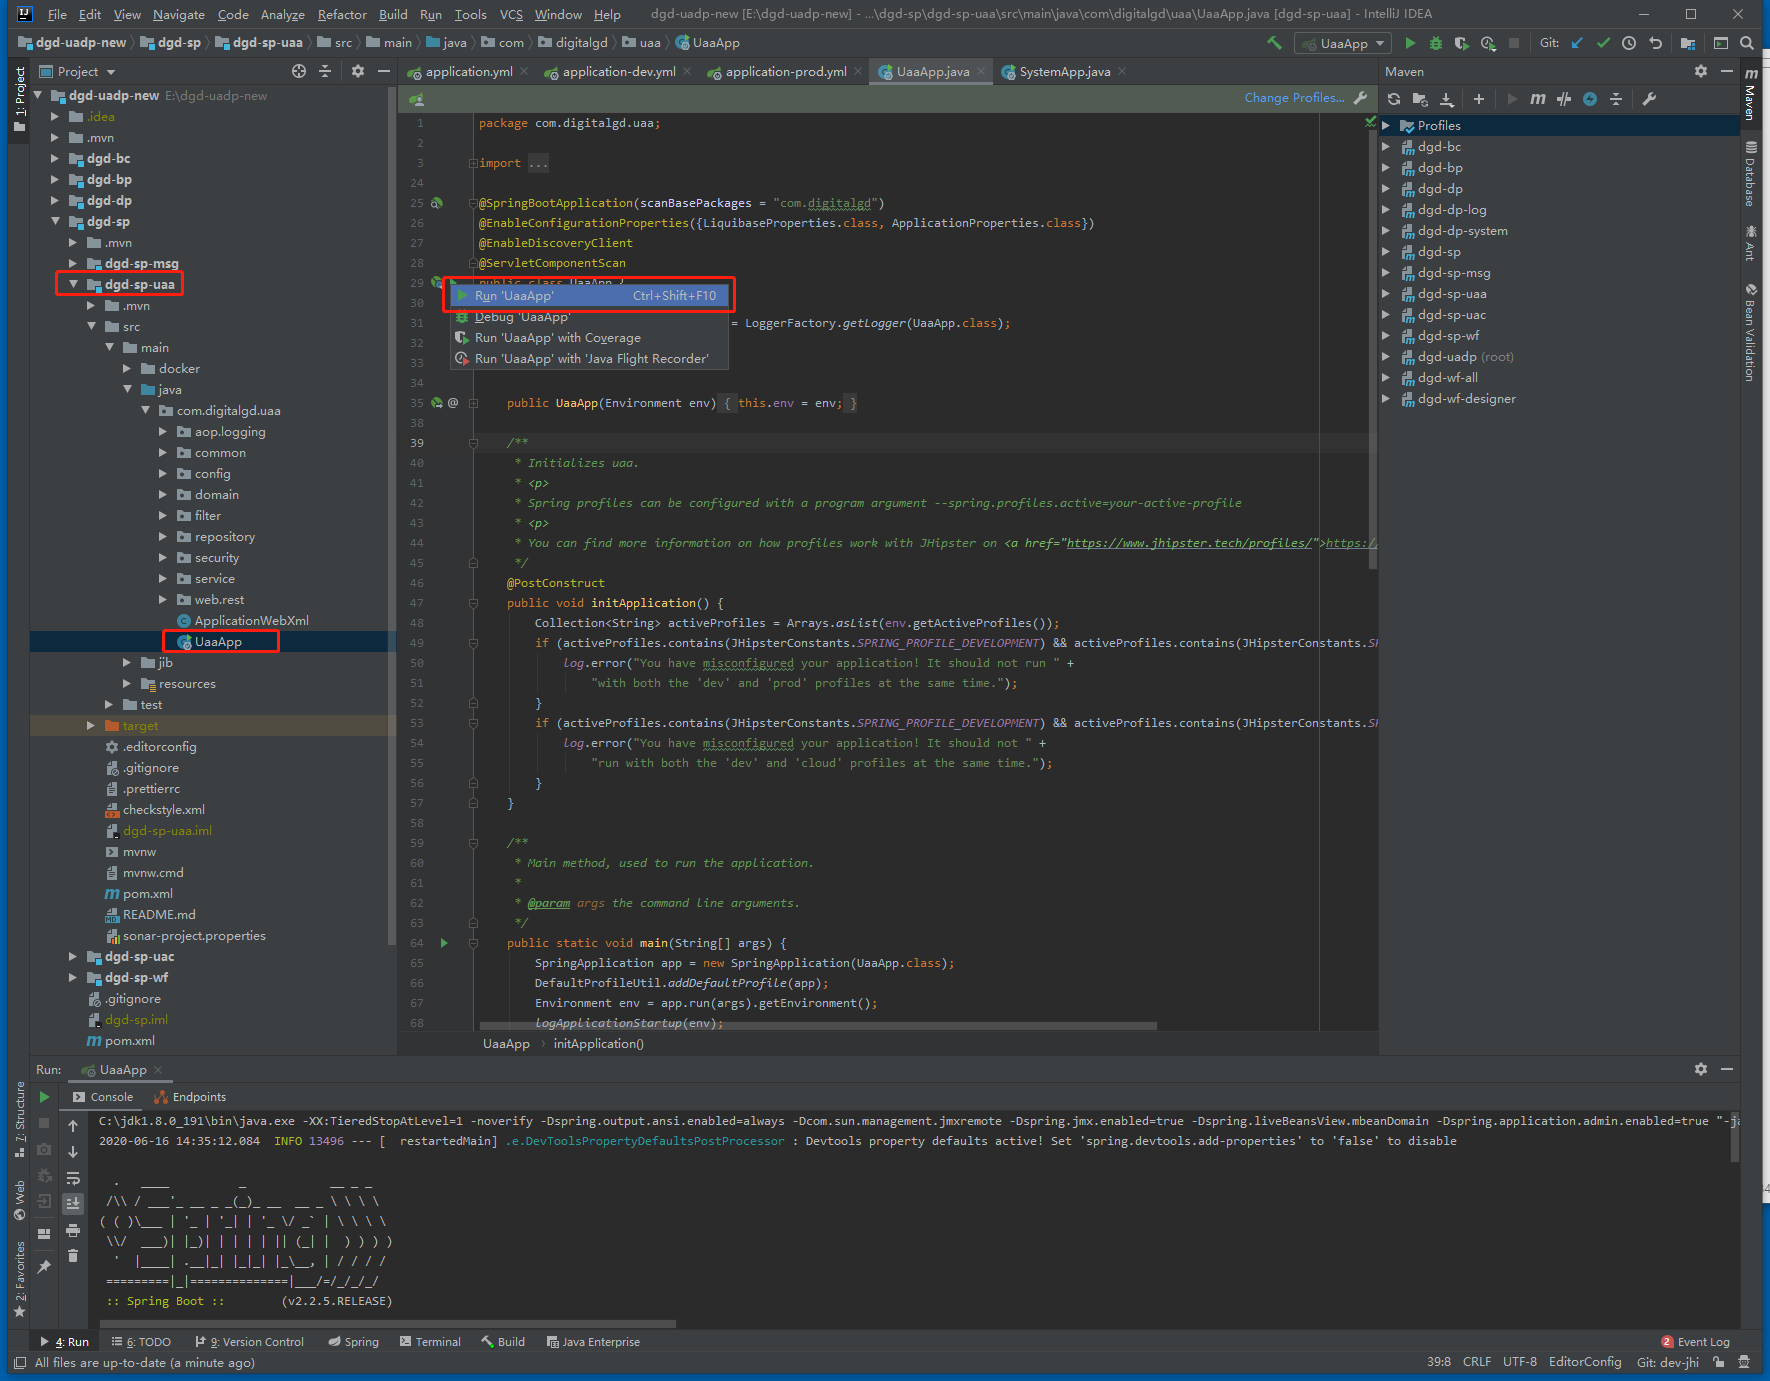 File Edit View Navigate Code Analyze Refactor Build Run Tools VCS Window Help dgd-uadp-new [E:\dgd-uadp-new] - ...\dgd-sp\dgd-sp-uaa\src\main\java\com\digitalgd\uaa\UaaApp.java [dgd-sp-uaa] - IntelliJ IDEA
dgd-uadp-new dgd-sp dgd-sp-uaa src main java com digitalgd uaa UaaApp
UaaApp Git:
Project
application.yml application-dev.yml application-prod.yml UaaApp.java SystemApp.java
Maven
1: Project
7: Structure
Web
2: Favorites
dgd-uadp-new E:\dgd-uadp-new
.idea
.mvn
dgd-bc
dgd-bp
dgd-dp
dgd-sp
.mvn
dgd-sp-msg
dgd-sp-uaa
.mvn
src
main
docker
java
com.digitalgd.uaa
aop.logging
common
config
domain
filter
repository
security
service
web.rest
ApplicationWebXml
UaaApp
jib
resources
test
target
.editorconfig
.gitignore
.prettierrc
checkstyle.xml
dgd-sp-uaa.iml
mvnw
mvnw.cmd
pom.xml
README.md
sonar-project.properties
dgd-sp-uac
dgd-sp-wf
.gitignore
dgd-sp.iml
pom.xml
Change Profiles...
1 package com.digitalgd.uaa;
2
3 import ...
24
25 @SpringBootApplication(scanBasePackages = "com.digitalgd")
26 @EnableConfigurationProperties({LiquibaseProperties.class, ApplicationProperties.class})
27 @EnableDiscoveryClient
28 @ServletComponentScan
29 public class UaaApp {
30
31 = LoggerFactory.getLogger(UaaApp.class);
32
33
34
Run 'UaaApp' Ctrl+Shift+F10
Debug 'UaaApp'
Run 'UaaApp' with Coverage
Run 'UaaApp' with 'Java Flight Recorder'
35 @ public UaaApp(Environment env) { this.env = env; }
38
39 /**
40 * Initializes uaa.
41 * <p>
42 * Spring profiles can be configured with a program argument --spring.profiles.active=your-active-profile
43 * <p>
44 * You can find more information on how profiles work with JHipster on <a href="https://www.jhipster.tech/profiles/">https:/
45 */
46 @PostConstruct
47 public void initApplication() {
48 Collection<String> activeProfiles = Arrays.asList(env.getActiveProfiles());
49 if (activeProfiles.contains(JHipsterConstants.SPRING_PROFILE_DEVELOPMENT) && activeProfiles.contains(JHipsterConstants.SP
50 log.error("You have misconfigured your application! It should not run " +
51 "with both the 'dev' and 'prod' profiles at the same time.");
52 }
53 if (activeProfiles.contains(JHipsterConstants.SPRING_PROFILE_DEVELOPMENT) && activeProfiles.contains(JHipsterConstants.SP
54 log.error("You have misconfigured your application! It should not " +
55 "run with both the 'dev' and 'cloud' profiles at the same time.");
56 }
57 }
58
59 /**
60 * Main method, used to run the application.
61 *
62 * @param args the command line arguments.
63 */
64 public static void main(String[] args) {
65 SpringApplication app = new SpringApplication(UaaApp.class);
66 DefaultProfileUtil.addDefaultProfile(app);
67 Environment env = app.run(args).getEnvironment();
68 logApplicationStartup(env);
UaaApp > initApplication()
Profiles
dgd-bc
dgd-bp
dgd-dp
dgd-dp-log
dgd-dp-system
dgd-sp
dgd-sp-msg
dgd-sp-uaa
dgd-sp-uac
dgd-sp-wf
dgd-uadp (root)
dgd-wf-all
dgd-wf-designer
Maven
Database
Ant
Bean Validation
Run: UaaApp
Console Endpoints
C:\jdk1.8.0_191\bin\java.exe -XX:TieredStopAtLevel=1 -noverify -Dspring.output.ansi.enabled=always -Dcom.sun.management.jmxremote -Dspring.jmx.enabled=true -Dspring.liveBeansView.mbeanDomain -Dspring.application.admin.enabled=true "-ja
2020-06-16 14:35:12.084 INFO 13496 --- [ restartedMain] .e.DevToolsPropertyDefaultsPostProcessor : Devtools property defaults active! Set 'spring.devtools.add-properties' to 'false' to disable
:: Spring Boot :: (v2.2.5.RELEASE)
4: Run 6: TODO 9: Version Control Spring Terminal Build Java Enterprise 2 Event Log
All files are up-to-date (a minute ago) 39:8 CRLF UTF-8 EditorConfig Git: dev-jhi